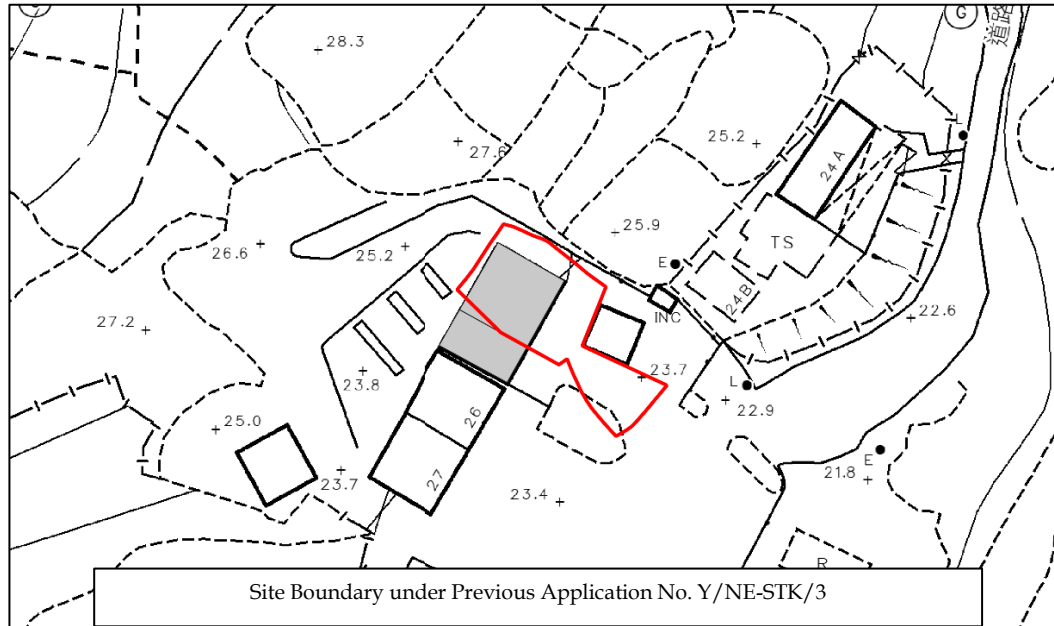 G
道路
28.3
27.6
25.2
L
24A
25.9
TS
26.6
25.2
E
24B
INC
22.6
27.2
23.8
23.7
L
22.9
26
25.0
E
21.8
27
23.7
23.4
R
Site Boundary under Previous Application No. Y/NE-STK/3